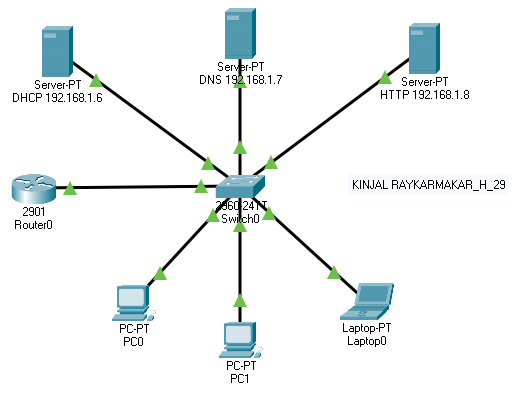 Server-PT
DHCP 192.168.1.6
Server-PT
DNS 192.168.1.7
Server-PT
HTTP 192.168.1.8
2901
Router0
2960-24TT
Switch0
KINJAL RAYKARMAKAR_H_29
PC-PT
PC0
PC-PT
PC1
Laptop-PT
Laptop0